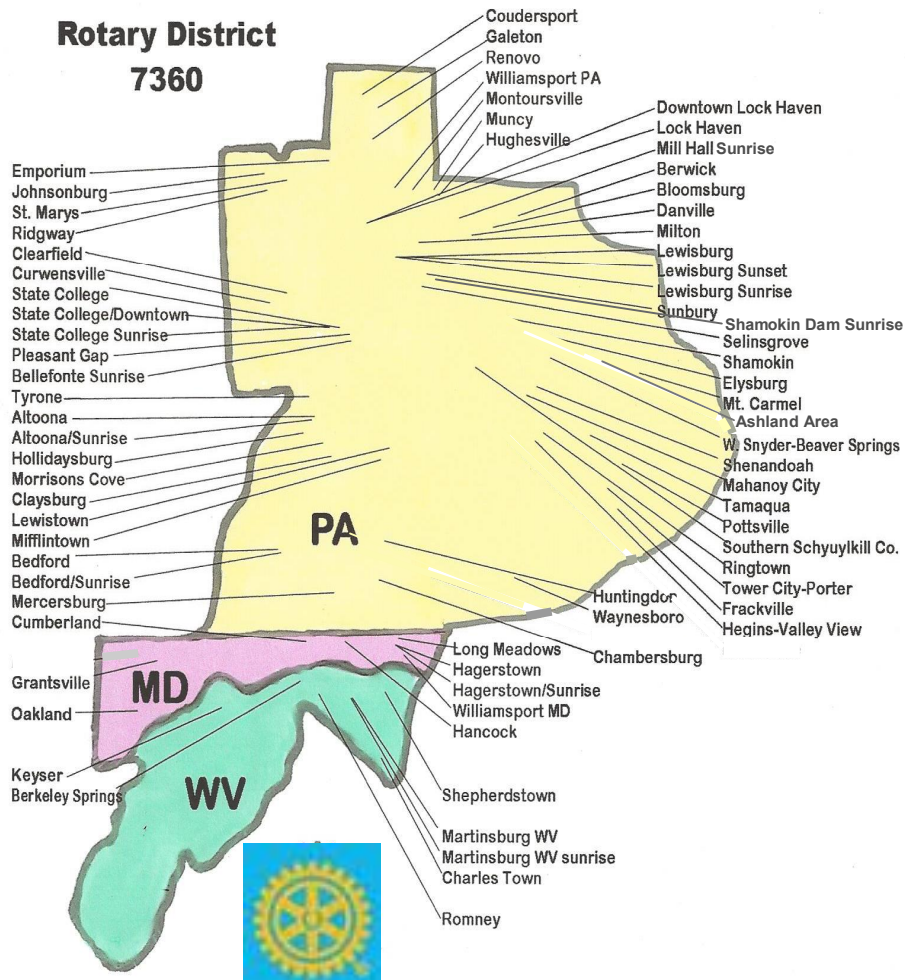 Rotary District
7360
Coudersport
Galeton
Renovo
Williamsport PA
Montoursville
Muncy
Hughesville
Downtown Lock Haven
Lock Haven
Mill Hall Sunrise
Berwick
Bloomsburg
Danville
Milton
Lewisburg
Lewisburg Sunset
Lewisburg Sunrise
Sunbury
Shamokin Dam Sunrise
Selinsgrove
Shamokin
Elysburg
Mt. Carmel
Ashland Area
W. Snyder-Beaver Springs
Shenandoah
Mahanoy City
Tamaqua
Pottsville
Southern Schyuylkill Co.
Ringtown
Tower City-Porter
Frackville
Hegins-Valley View
Emporium
Johnsonburg
St. Marys
Ridgway
Clearfield
Curwensville
State College
State College/Downtown
State College Sunrise
Pleasant Gap
Bellefonte Sunrise
Tyrone
Altoona
Altoona/Sunrise
Hollidaysburg
Morrisons Cove
Claysburg
Lewistown
Mifflintown
Bedford
Bedford/Sunrise
Mercersburg
Cumberland
Grantsville
Oakland
Keyser
Berkeley Springs
PA
MD
WV
Huntingdor
Waynesboro
Chambersburg
Long Meadows
Hagerstown
Hagerstown/Sunrise
Williamsport MD
Hancock
Shepherdstown
Martinsburg WV
Martinsburg WV sunrise
Charles Town
Romney